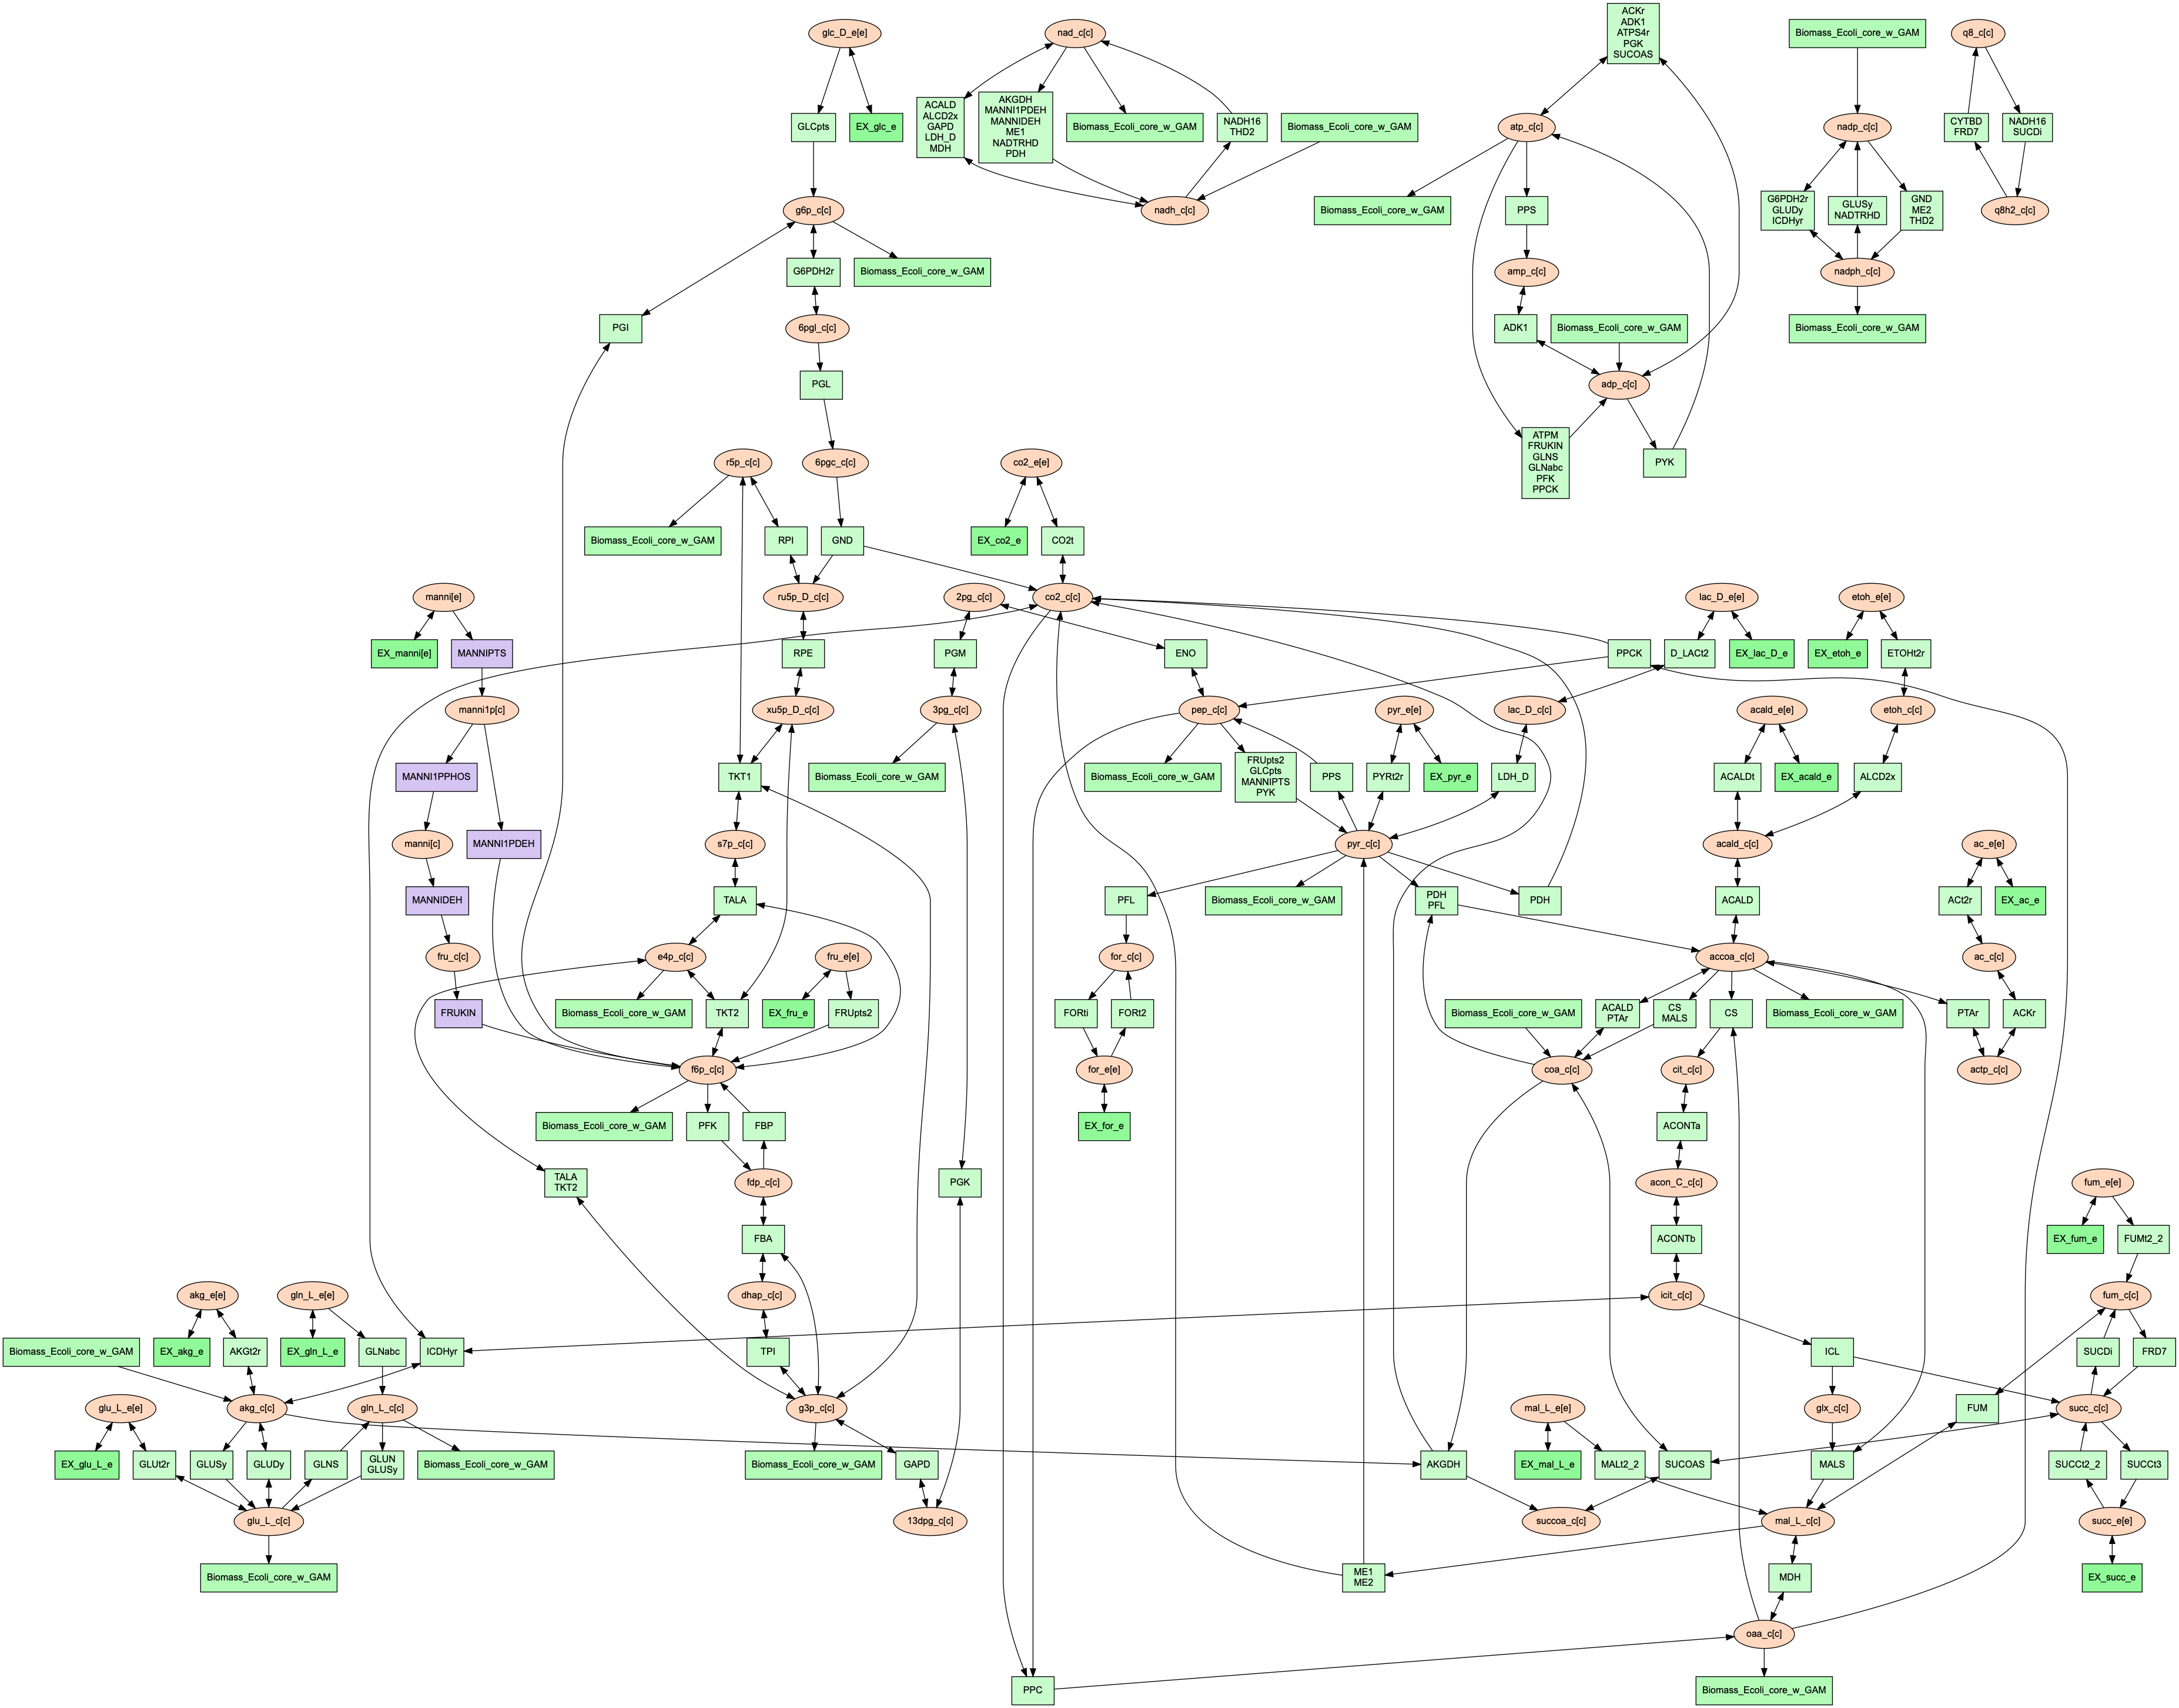 glc_D_e[e]
nad_c[c]
ACKr
ADK1
ATPS4r
PGK
SUCOAS
Biomass_Ecoli_core_w_GAM
q8_c[c]
GLCpts
EX_glc_e
ACALD
ALCD2x
GAPD
LDH_D
MDH
AKGDH
MANNI1PDEH
MANNIDEH
ME1
NADTRHD
PDH
Biomass_Ecoli_core_w_GAM
NADH16
THD2
Biomass_Ecoli_core_w_GAM
atp_c[c]
nadp_c[c]
CYTBD
FRD7
NADH16
SUCDi
g6p_c[c]
nadh_c[c]
Biomass_Ecoli_core_w_GAM
PPS
G6PDH2r
GLUDy
ICDHyr
GLUSy
NADTRHD
GND
ME2
THD2
q8h2_c[c]
G6PDH2r
Biomass_Ecoli_core_w_GAM
amp_c[c]
nadph_c[c]
PGI
6pgl_c[c]
ADK1
Biomass_Ecoli_core_w_GAM
Biomass_Ecoli_core_w_GAM
PGL
adp_c[c]
r5p_c[c]
6pgc_c[c]
co2_e[e]
ATPM
FRUKIN
GLNS
GLNabc
PFK
PPCK
PYK
Biomass_Ecoli_core_w_GAM
RPI
GND
EX_co2_e
CO2t
manni[e]
ru5p_D_c[c]
2pg_c[c]
co2_c[c]
lac_D_e[e]
etoh_e[e]
EX_manni[e]
MANNIPTS
RPE
PGM
ENO
PPCK
D_LACt2
EX_lac_D_e
EX_etoh_e
ETOHt2r
manni1p[c]
xu5p_D_c[c]
3pg_c[c]
pep_c[c]
pyr_e[e]
lac_D_c[c]
acald_e[e]
etoh_c[c]
MANNI1PPHOS
TKT1
Biomass_Ecoli_core_w_GAM
Biomass_Ecoli_core_w_GAM
FRUpts2
GLCpts
MANNIPTS
PYK
PPS
PYRt2r
EX_pyr_e
LDH_D
ACALDt
EX_acald_e
ALCD2x
manni[c]
MANNI1PDEH
s7p_c[c]
pyr_c[c]
acald_c[c]
ac_e[e]
MANNIDEH
TALA
PFL
Biomass_Ecoli_core_w_GAM
PDH
PFL
PDH
ACALD
ACt2r
EX_ac_e
fru_c[c]
e4p_c[c]
fru_e[e]
for_c[c]
accoa_c[c]
ac_c[c]
FRUKIN
Biomass_Ecoli_core_w_GAM
TKT2
EX_fru_e
FRUpts2
FORti
FORt2
Biomass_Ecoli_core_w_GAM
ACALD
PTAr
CS
MALS
CS
Biomass_Ecoli_core_w_GAM
PTAr
ACKr
f6p_c[c]
for_e[e]
coa_c[c]
cit_c[c]
actp_c[c]
Biomass_Ecoli_core_w_GAM
PFK
FBP
EX_for_e
ACONTa
TALA
TKT2
fdp_c[c]
PGK
acon_C_c[c]
fum_e[e]
FBA
ACONTb
EX_fum_e
FUMt2_2
akg_e[e]
gln_L_e[e]
dhap_c[c]
icit_c[c]
fum_c[c]
Biomass_Ecoli_core_w_GAM
EX_akg_e
AKGt2r
EX_gln_L_e
GLNabc
ICDHyr
TPI
ICL
SUCDi
FRD7
glu_L_e[e]
akg_c[c]
gln_L_c[c]
g3p_c[c]
mal_L_e[e]
glx_c[c]
FUM
succ_c[c]
EX_glu_L_e
GLUt2r
GLUSy
GLUDy
GLNS
GLUN
GLUSy
Biomass_Ecoli_core_w_GAM
Biomass_Ecoli_core_w_GAM
GAPD
AKGDH
EX_mal_L_e
MALt2_2
SUCOAS
MALS
SUCCt2_2
SUCCt3
glu_L_c[c]
13dpg_c[c]
succoa_c[c]
mal_L_c[c]
succ_e[e]
Biomass_Ecoli_core_w_GAM
ME1
ME2
MDH
EX_succ_e
oaa_c[c]
PPC
Biomass_Ecoli_core_w_GAM